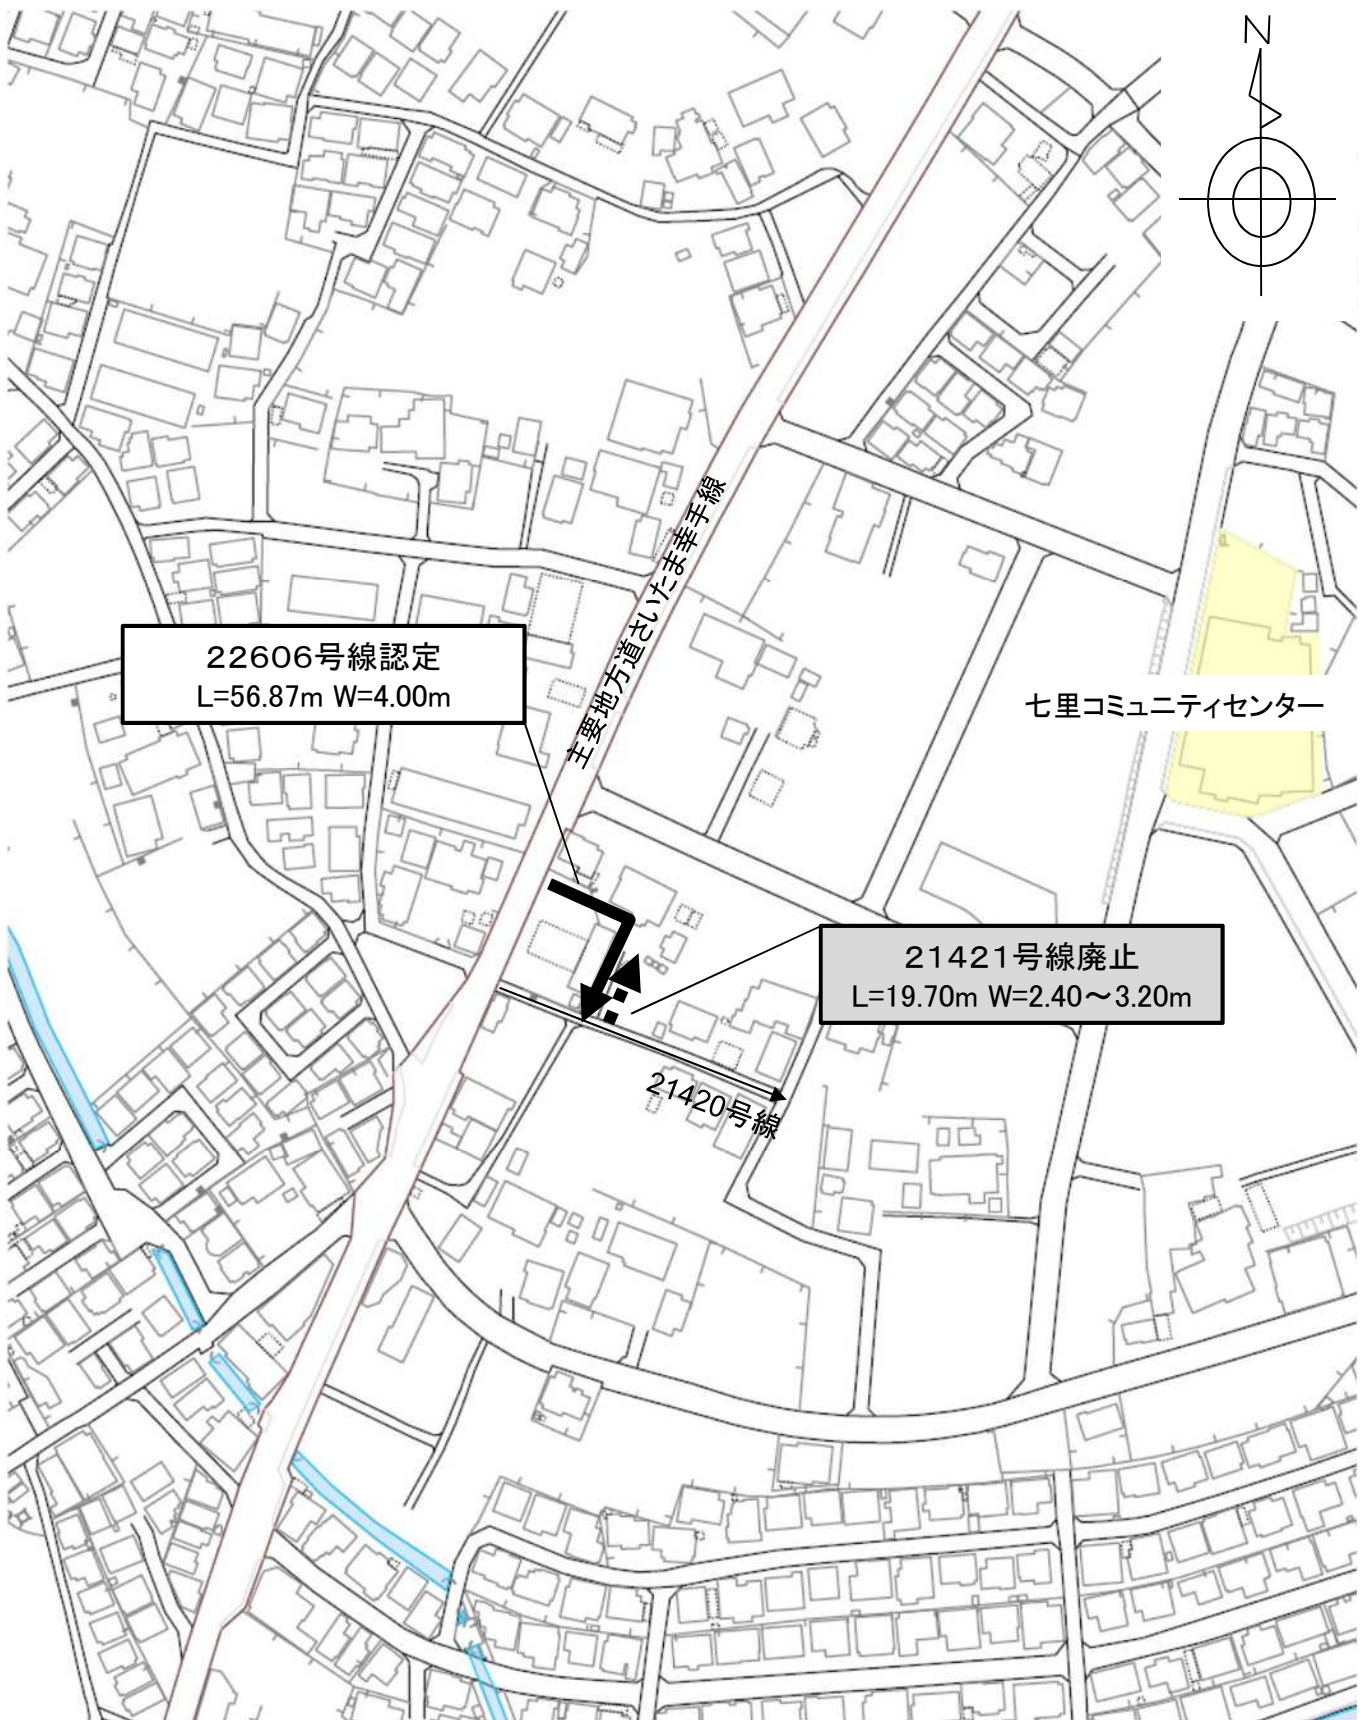 N
主要地方道さいたま幸手線
22606号線認定
L=56.87m W=4.00m
七里コミュニティセンター
21421号線廃止
L=19.70m W=2.40～3.20m
21420号線